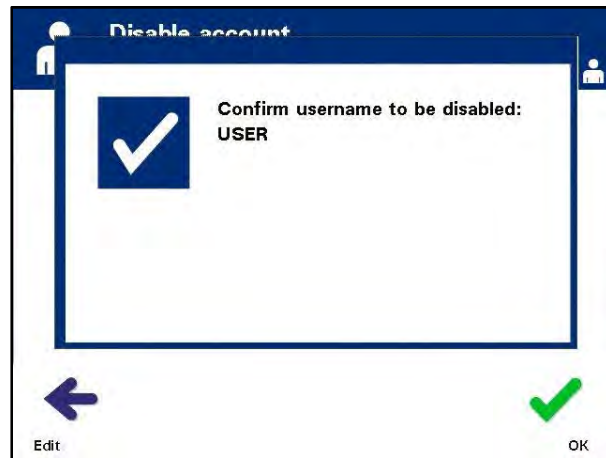 Disable account
Confirm username to be disabled:
USER
Edit
OK